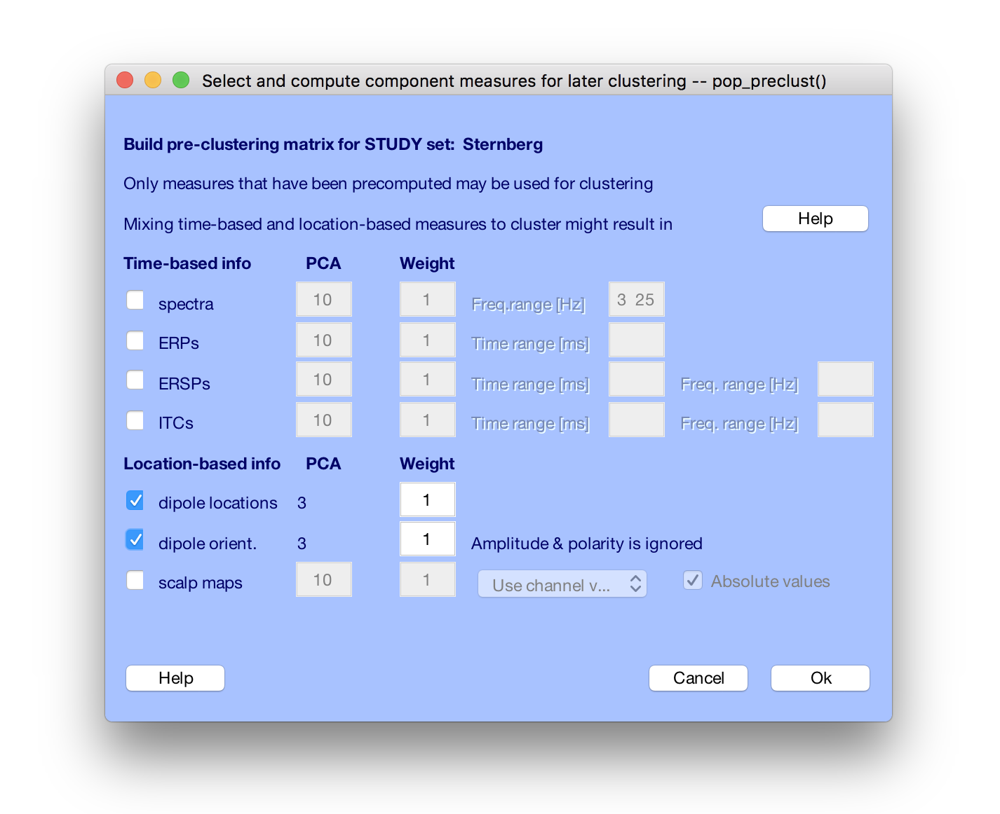 Select and compute component measures for later clustering -- pop_preclust()
Build pre-clustering matrix for STUDY set:  Sternberg
Only measures that have been precomputed may be used for clustering
Mixing time-based and location-based measures to cluster might result in
Help
Time-based info PCA Weight
spectra 10 1 Freq.range [Hz] 3  25
ERPs 10 1 Time range [ms]
ERSPs 10 1 Time range [ms] Freq. range [Hz]
ITCs 10 1 Time range [ms] Freq. range [Hz]
Location-based info PCA Weight
dipole locations 3 1
dipole orient. 3 1 Amplitude & polarity is ignored
scalp maps 10 1 Use channel v... Absolute values
Help Cancel Ok